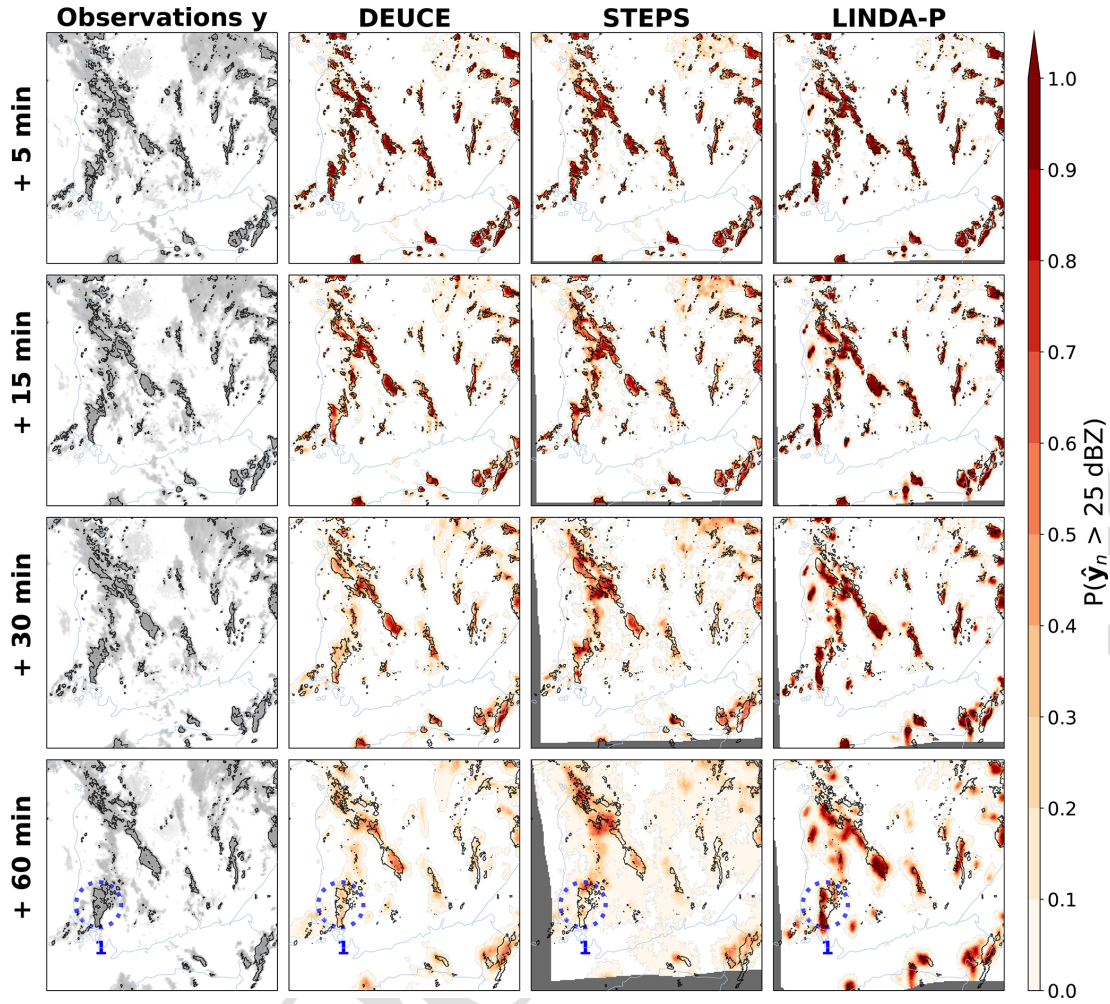 Observations y DEUCE STEPS LINDA-P
+ 5 min
+ 15 min
+ 30 min
+ 60 min
1 1 1 1
1.0
0.9
0.8
0.7
0.6
0.5
0.4
0.3
0.2
0.1
0.0
P(ŷn > 25 dBZ)